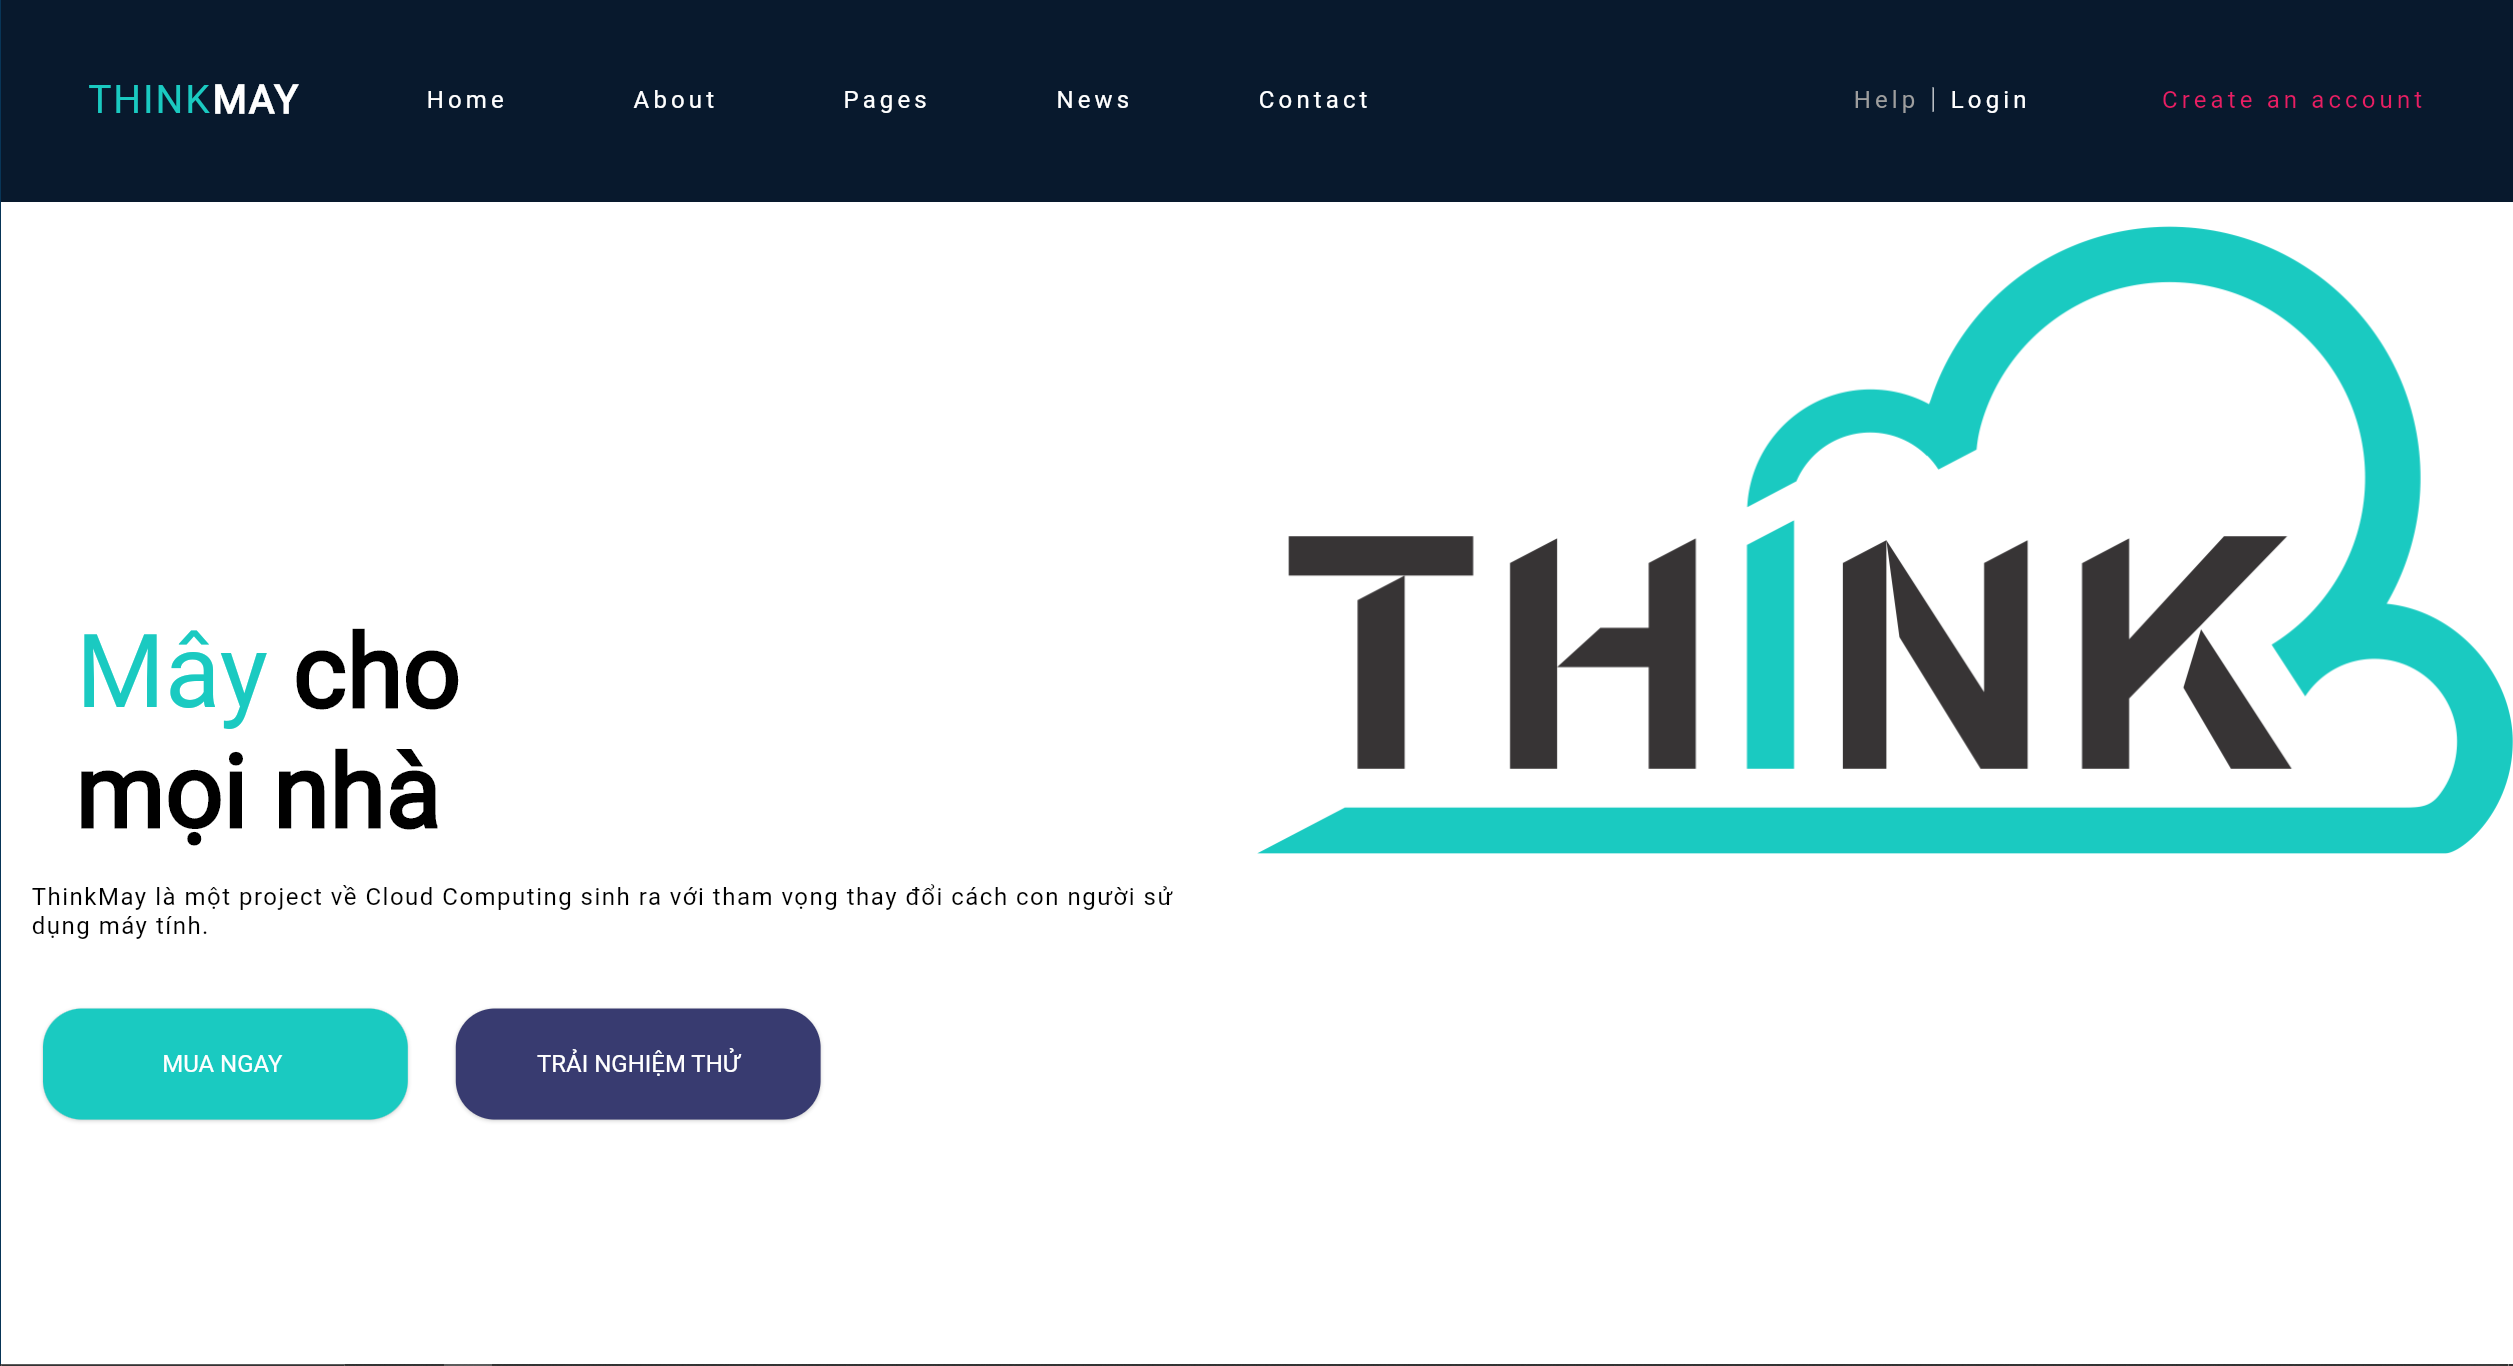 THINKMAY Home About Pages News Contact Help | Login Create an account
THINK
Mây cho
mọi nhà
ThinkMay là một project về Cloud Computing sinh ra với tham vọng thay đổi cách con người sử
dụng máy tính.
MUA NGAY TRẢI NGHIỆM THỬ